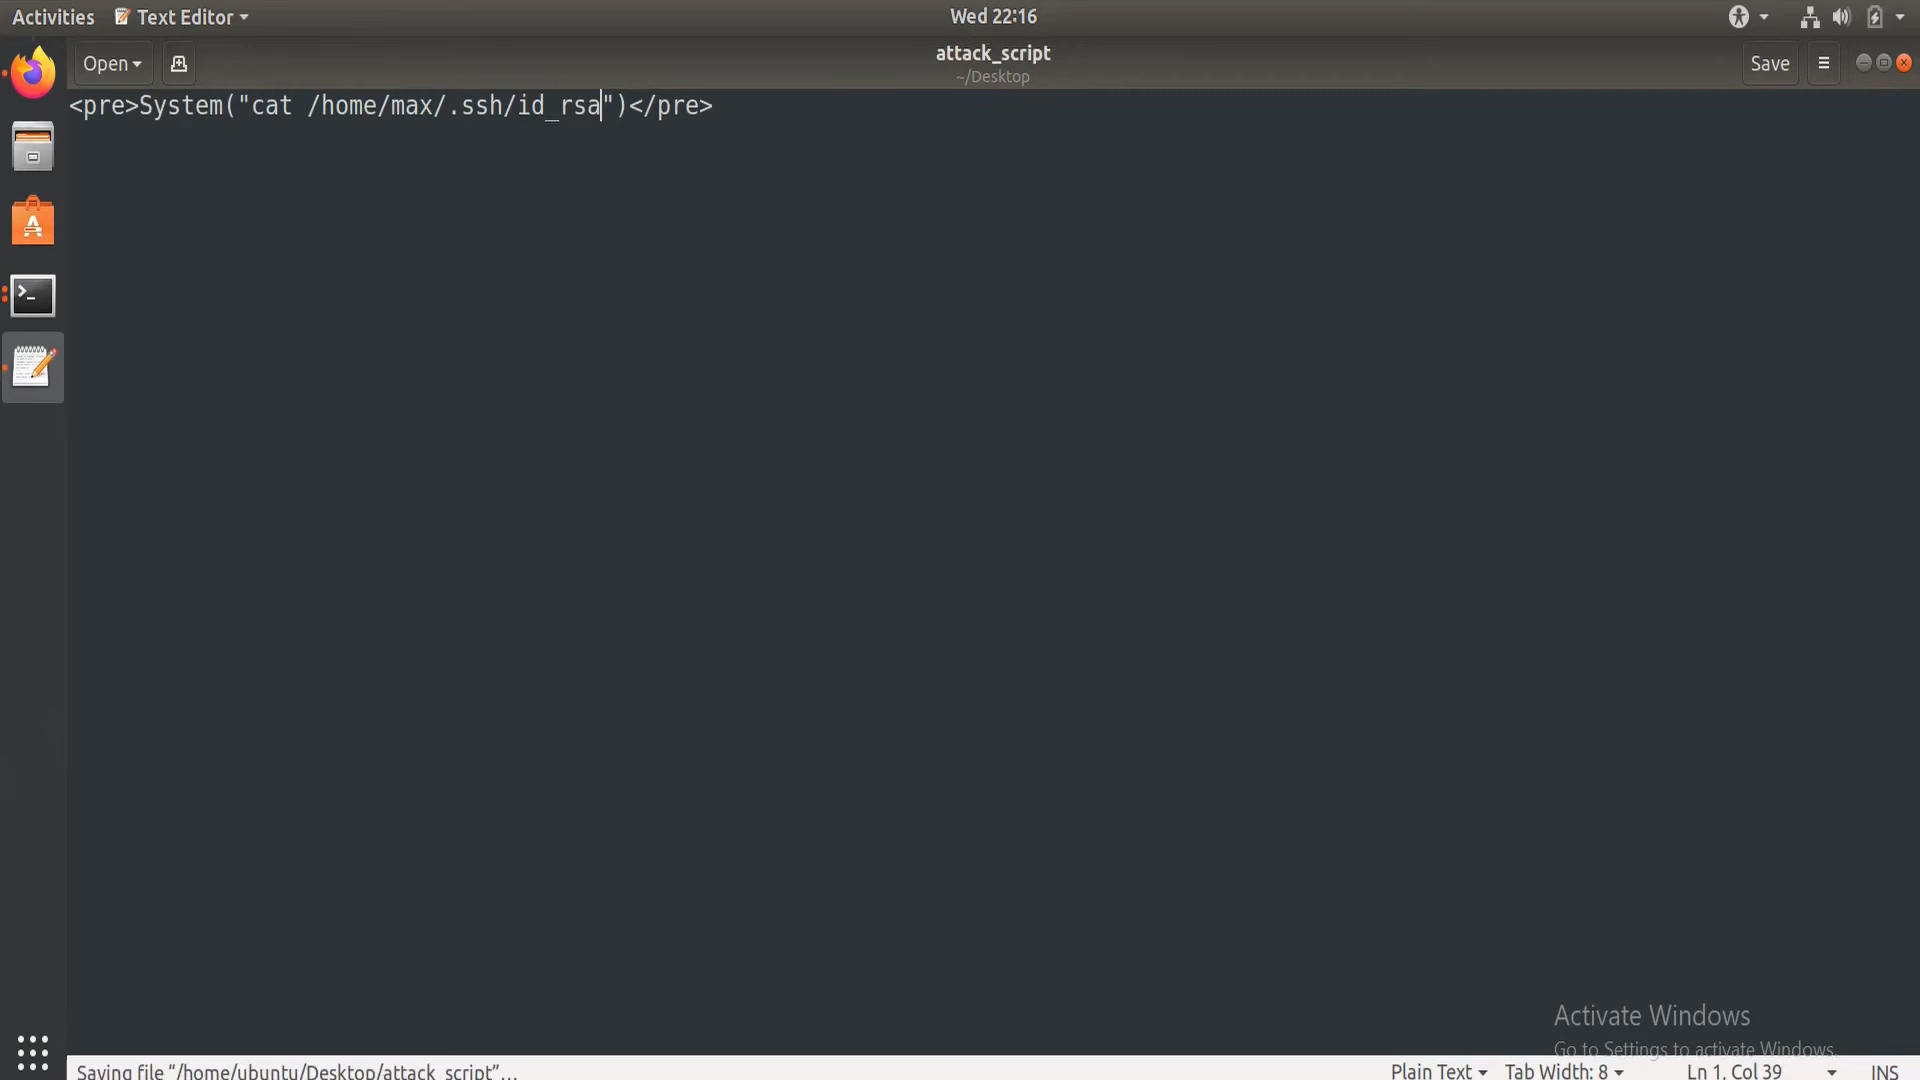 Activities Text Editor Wed 22:16
Open attack_script Save
~/Desktop
<pre>System("cat /home/max/.ssh/id_rsa")</pre>
Activate Windows
Go to Settings to activate Windows.
Saving file “/home/ubuntu/Desktop/attack_script”... Plain Text Tab Width: 8 Ln 1, Col 39 INS